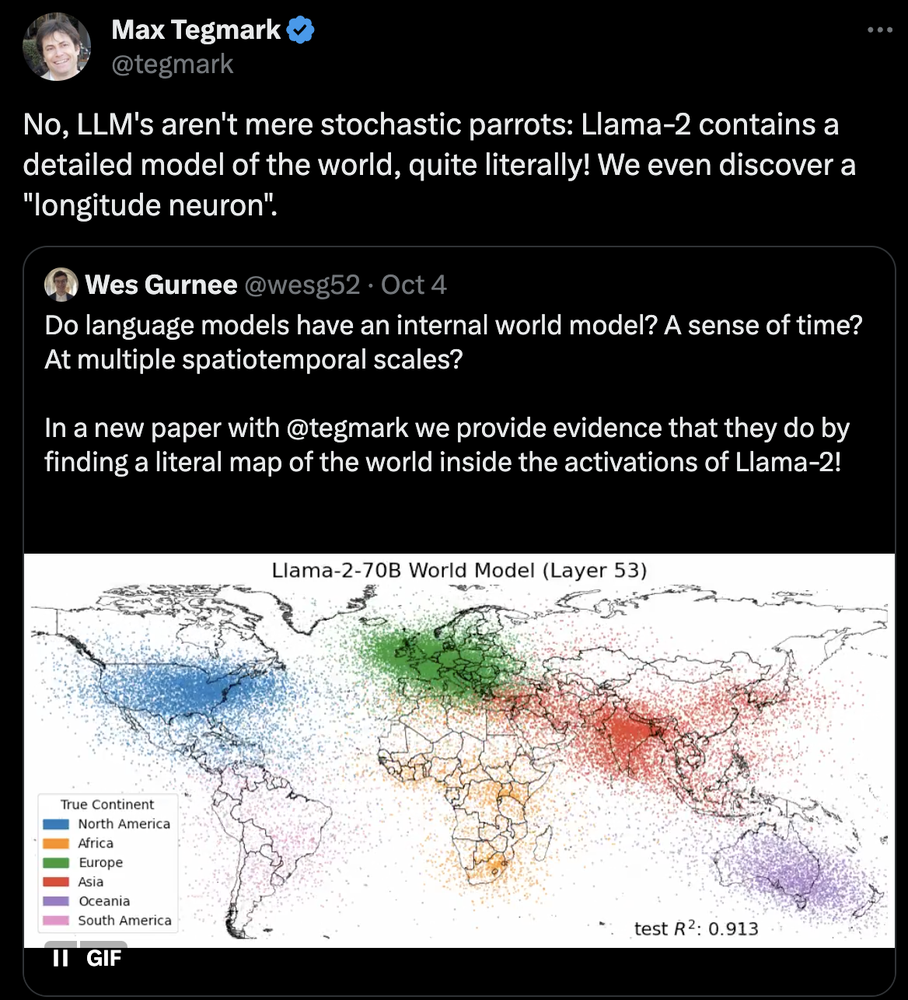 Max Tegmark
@tegmark
No, LLM's aren't mere stochastic parrots: Llama-2 contains a
detailed model of the world, quite literally! We even discover a
"longitude neuron".
Wes Gurnee @wesg52 · Oct 4
Do language models have an internal world model? A sense of time?
At multiple spatiotemporal scales?
In a new paper with @tegmark we provide evidence that they do by
finding a literal map of the world inside the activations of Llama-2!
Llama-2-70B World Model (Layer 53)
True Continent
North America
Africa
Europe
Asia
Oceania
South America
test R²: 0.913
GIF